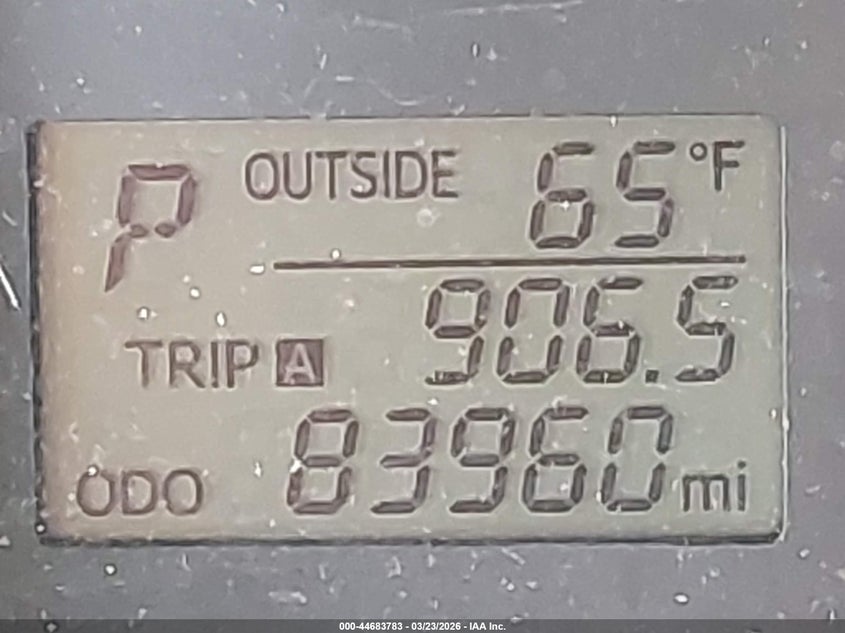 P OUTSIDE 65°F
TRIP A 906.5
ODO 83960 mi
000-44683783 - 03/23/2026 - IAA Inc.